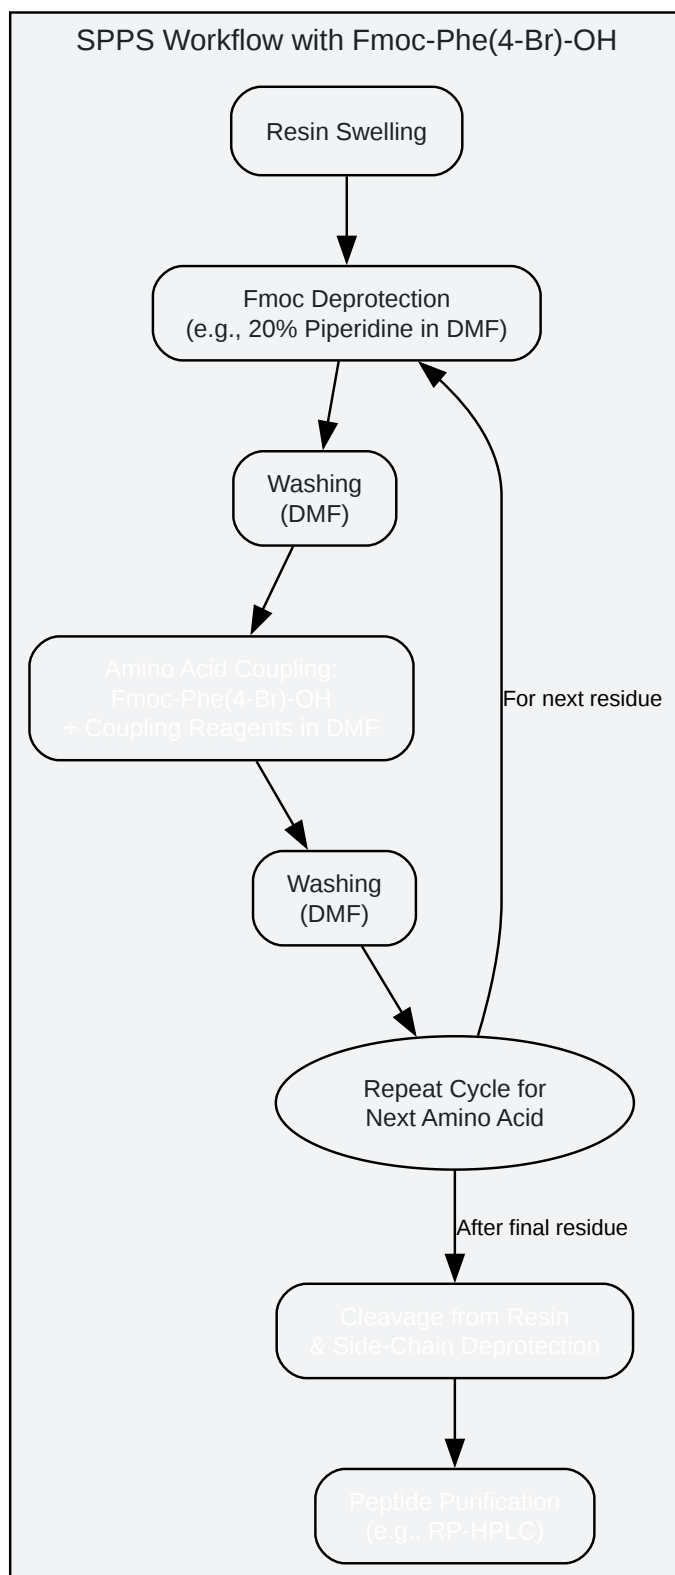 SPPS Workflow with Fmoc-Phe(4-Br)-OH
Resin Swelling
Fmoc Deprotection
(e.g., 20% Piperidine in DMF)
Washing
(DMF)
Amino Acid Coupling:
Fmoc-Phe(4-Br)-OH
+ Coupling Reagents in DMF
For next residue
Washing
(DMF)
Repeat Cycle for
Next Amino Acid
After final residue
Cleavage from Resin
& Side-Chain Deprotection
Peptide Purification
(e.g., RP-HPLC)